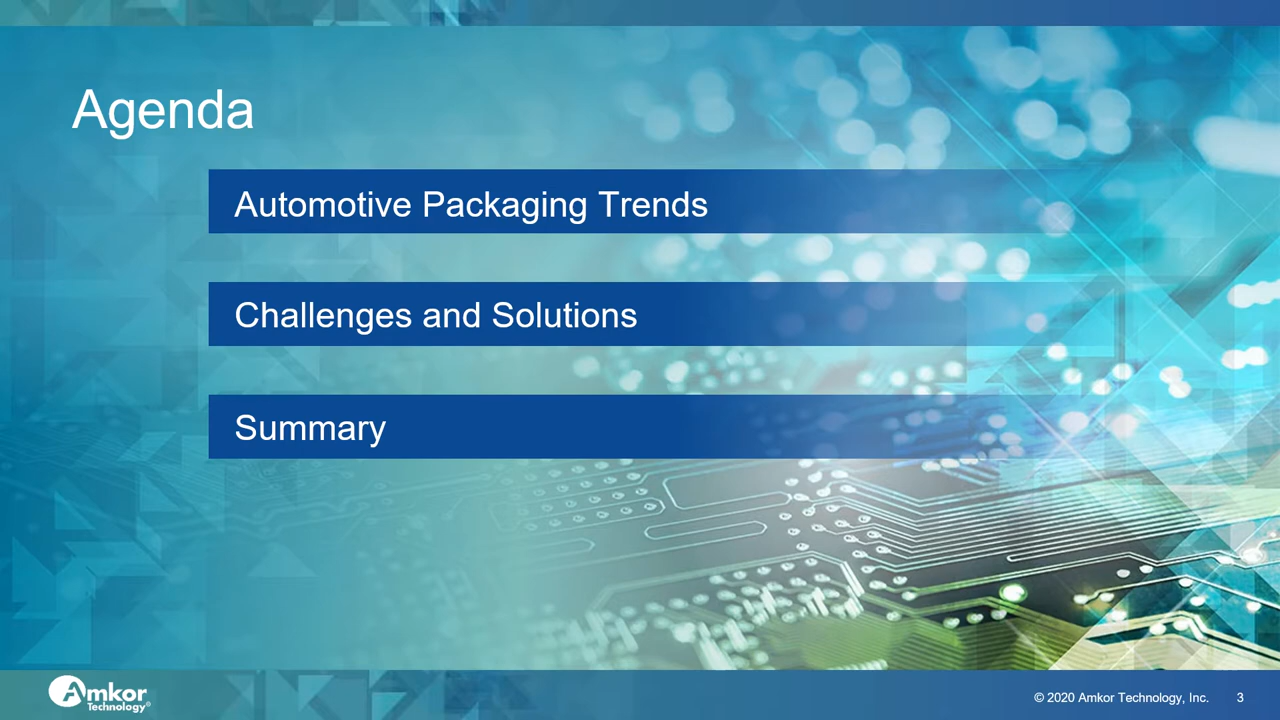 Agenda
Automotive Packaging Trends
Challenges and Solutions
Summary
Amkor
Technology®
© 2020 Amkor Technology, Inc.
3